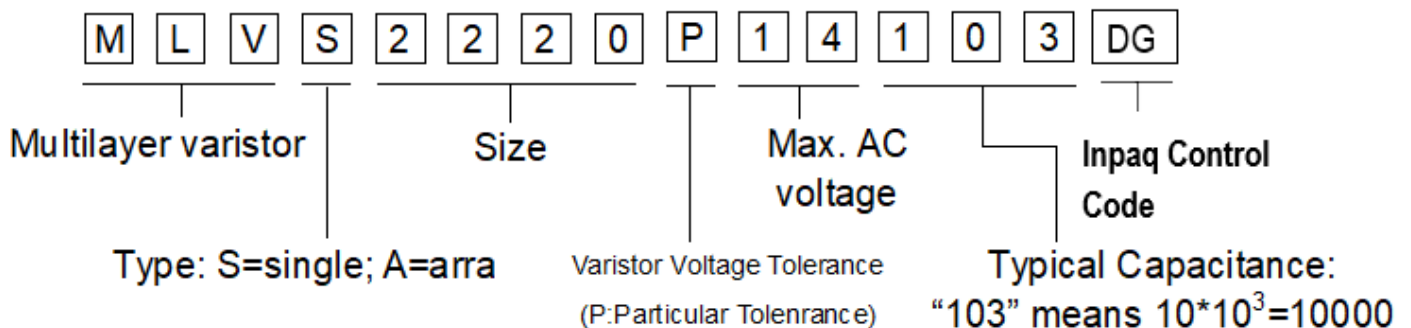 M L V S 2 2 2 0 P 1 4 1 0 3 DG
Multilayer varistor
Size
Max. AC
voltage
Inpaq Control
Code
Type: S=single; A=arra
Varistor Voltage Tolerance
(P:Particular Tolenrance)
Typical Capacitance:
“103” means 10*10³=10000